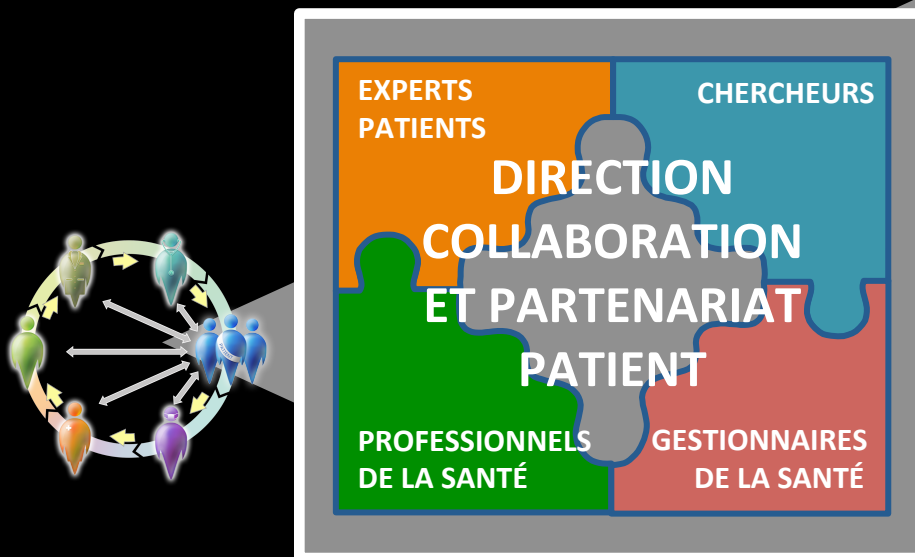 EXPERTS
PATIENTS
CHERCHEURS
DIRECTION
COLLABORATION
ET PARTENARIAT
PATIENT
PROFESSIONNELS
DE LA SANTÉ
GESTIONNAIRES
DE LA SANTÉ